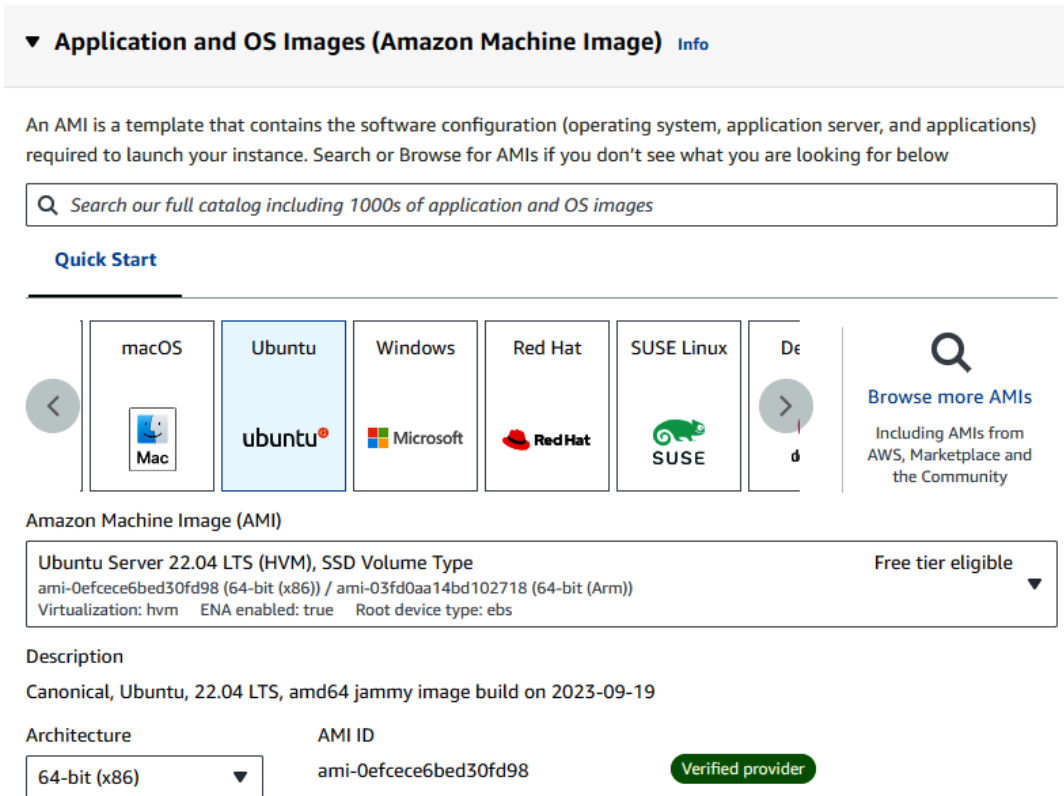 Application and OS Images (Amazon Machine Image) Info
An AMI is a template that contains the software configuration (operating system, application server, and applications)
required to launch your instance. Search or Browse for AMIs if you don't see what you are looking for below
Search our full catalog including 1000s of application and OS images
Quick Start
macOS
Mac
Ubuntu
ubuntu
Windows
Microsoft
Red Hat
Red Hat
SUSE Linux
SUSE
De
d
Browse more AMIs
Including AMIs from
AWS, Marketplace and
the Community
Amazon Machine Image (AMI)
Ubuntu Server 22.04 LTS (HVM), SSD Volume Type Free tier eligible
ami-0efcece6bed30fd98 (64-bit (x86)) / ami-03fd0aa14bd102718 (64-bit (Arm))
Virtualization: hvm ENA enabled: true Root device type: ebs
Description
Canonical, Ubuntu, 22.04 LTS, amd64 jammy image build on 2023-09-19
Architecture AMI ID
64-bit (x86) ami-0efcece6bed30fd98 Verified provider